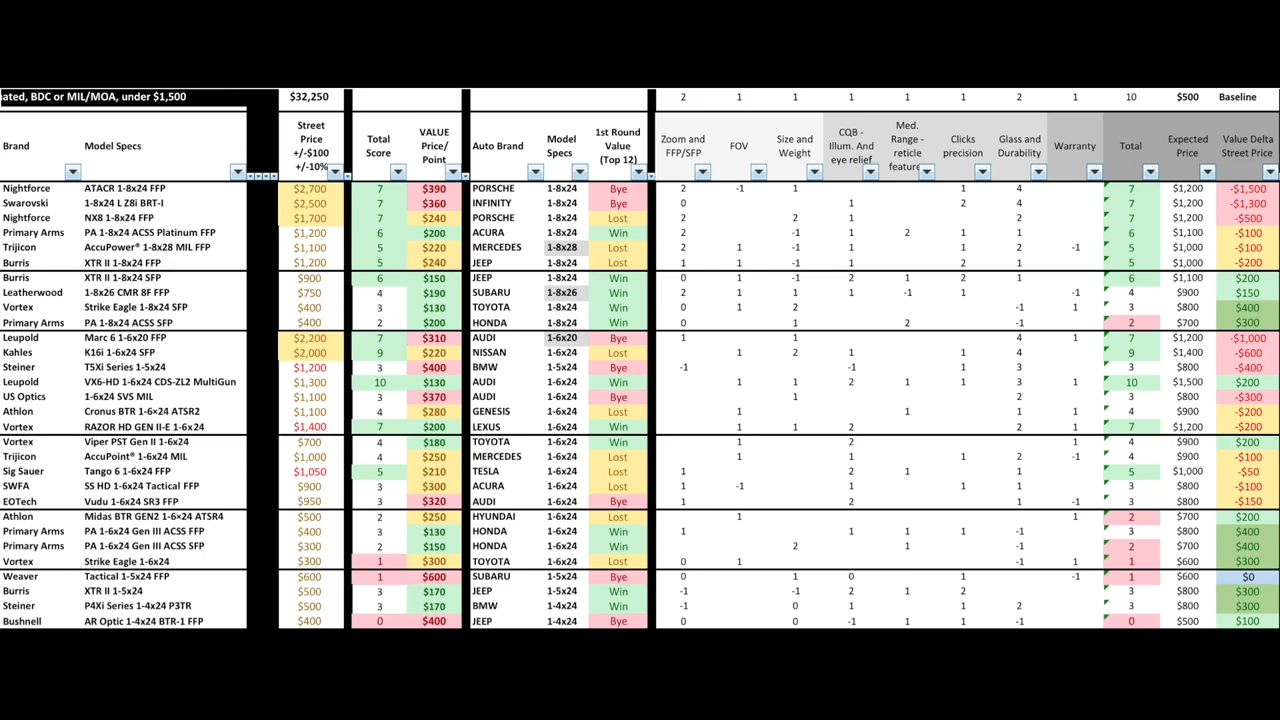 ated, BDC or MIL/MOA, under $1,500 $32,250 2 1 1 1 1 1 2 1 10 $500 Baseline
Brand Model Specs Street Price +/-$100 +/-10% Total Score VALUE Price/ Point Auto Brand Model Specs 1st Round Value (Top 12) Zoom and FFP/SFP FOV Size and Weight CQB - Illum. And eye relief Med. Range - reticle feature Clicks precision Glass and Durability Warranty Total Expected Price Value Delta Street Price
Nightforce ATACR 1-8x24 FFP $2,700 7 $390 PORSCHE 1-8x24 Bye 2 -1 1 1 4 7 $1,200 -$1,500
Swarovski 1-8x24 L Z8i BRT-I $2,500 7 $360 INFINITY 1-8x24 Bye 0 1 2 4 7 $1,200 -$1,300
Nightforce NX8 1-8x24 FFP $1,700 7 $240 PORSCHE 1-8x24 Lost 2 2 1 2 7 $1,200 -$500
Primary Arms PA 1-8x24 ACSS Platinum FFP $1,200 6 $200 ACURA 1-8x24 Win 2 -1 1 2 1 1 6 $1,100 -$100
Trijicon AccuPower® 1-8x28 MIL FFP $1,100 5 $220 MERCEDES 1-8x28 Lost 2 1 -1 1 1 2 -1 5 $1,000 -$100
Burris XTR II 1-8x24 FFP $1,200 5 $240 JEEP 1-8x24 Lost 1 1 -1 1 2 1 5 $1,000 -$200
Burris XTR II 1-8x24 SFP $900 6 $150 JEEP 1-8x24 Win 0 1 -1 2 1 2 1 6 $1,100 $200
Leatherwood 1-8x26 CMR 8F FFP $750 4 $190 SUBARU 1-8x26 Win 2 1 1 1 -1 1 -1 4 $900 $150
Vortex Strike Eagle 1-8x24 SFP $400 3 $130 TOYOTA 1-8x24 Win 0 1 2 -1 1 3 $800 $400
Primary Arms PA 1-8x24 ACSS SFP $400 2 $200 HONDA 1-8x24 Win 0 1 2 -1 2 $700 $300
Leupold Marc 6 1-6x20 FFP $2,200 7 $310 AUDI 1-6x20 Bye 1 1 4 1 7 $1,200 -$1,000
Kahles K16i 1-6x24 SFP $2,000 9 $220 NISSAN 1-6x24 Lost 1 2 1 1 4 9 $1,400 -$600
Steiner T5Xi Series 1-5x24 $1,200 3 $400 BMW 1-5x24 Bye -1 -1 1 3 3 $800 -$400
Leupold VX6-HD 1-6x24 CDS-ZL2 MultiGun $1,300 10 $130 AUDI 1-6x24 Win 1 1 2 1 1 3 1 10 $1,500 $200
US Optics 1-6x24 SVS MIL $1,100 3 $370 AUDI 1-6x24 Bye 1 2 3 $800 -$300
Athlon Cronus BTR 1-6x24 ATSR2 $1,100 4 $280 GENESIS 1-6x24 Lost 1 1 1 1 4 $900 -$200
Vortex RAZOR HD GEN II-E 1-6x24 $1,400 7 $200 LEXUS 1-6x24 Win 1 1 2 2 1 7 $1,200 -$200
Vortex Viper PST Gen II 1-6x24 $700 4 $180 TOYOTA 1-6x24 Win 1 2 1 4 $900 $200
Trijicon AccuPoint® 1-6x24 MIL $1,000 4 $250 MERCEDES 1-6x24 Lost 1 1 1 2 -1 4 $900 -$100
Sig Sauer Tango 6 1-6x24 FFP $1,050 5 $210 TESLA 1-6x24 Lost 1 2 1 1 5 $1,000 -$50
SWFA SS HD 1-6x24 Tactical FFP $900 3 $300 ACURA 1-6x24 Lost 1 -1 1 1 1 3 $800 -$100
EOTech Vudu 1-6x24 SR3 FFP $950 3 $320 AUDI 1-6x24 Bye 1 2 1 -1 3 $800 -$150
Athlon Midas BTR GEN2 1-6x24 ATSR4 $500 2 $250 HYUNDAI 1-6x24 Lost 1 1 2 $700 $200
Primary Arms PA 1-6x24 Gen III ACSS FFP $400 3 $130 HONDA 1-6x24 Win 1 1 1 1 -1 3 $800 $400
Primary Arms PA 1-6x24 Gen III ACSS SFP $300 2 $150 HONDA 1-6x24 Win 2 1 -1 2 $700 $400
Vortex Strike Eagle 1-6x24 $300 1 $300 TOYOTA 1-6x24 Lost 0 1 -1 1 1 $600 $300
Weaver Tactical 1-5x24 FFP $600 1 $600 SUBARU 1-5x24 Bye 0 1 0 1 -1 1 $600 $0
Burris XTR II 1-5x24 $500 3 $170 JEEP 1-5x24 Win -1 -1 2 1 2 3 $800 $300
Steiner P4Xi Series 1-4x24 P3TR $500 3 $170 BMW 1-4x24 Win -1 0 1 1 2 3 $800 $300
Bushnell AR Optic 1-4x24 BTR-1 FFP $400 0 $400 JEEP 1-4x24 Bye 0 0 -1 1 1 -1 0 $500 $100